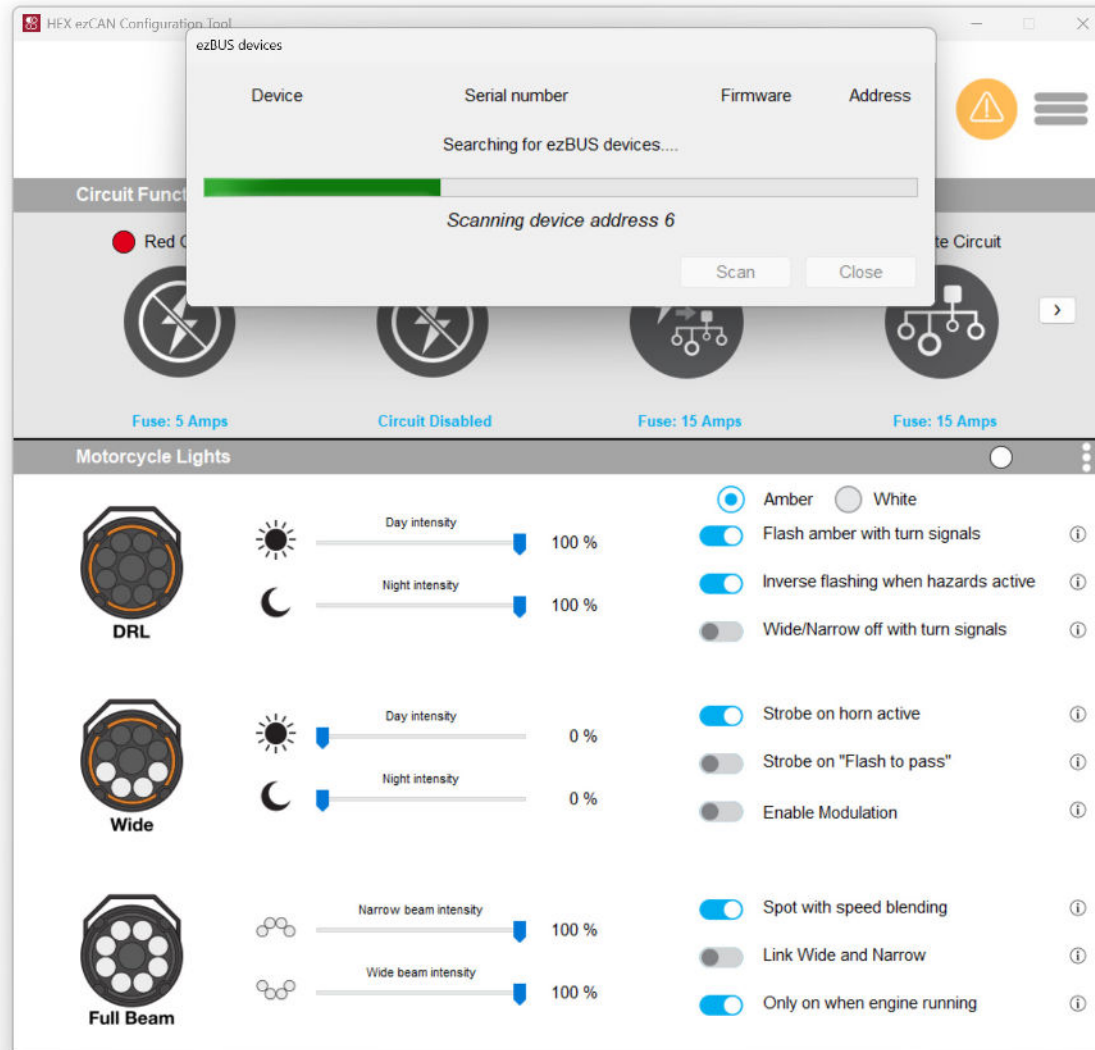 HEX ezCAN Configuration Tool
ezBUS devices
Device Serial number Firmware Address
Searching for ezBUS devices....
Scanning device address 6
Scan Close
Circuit Funct
Red C
te Circuit
Fuse: 5 Amps Circuit Disabled Fuse: 15 Amps Fuse: 15 Amps
Motorcycle Lights
Amber White
Day intensity
100 %
Flash amber with turn signals
Night intensity
100 %
Inverse flashing when hazards active
Wide/Narrow off with turn signals
DRL
Day intensity
0 %
Strobe on horn active
Night intensity
0 %
Strobe on "Flash to pass"
Enable Modulation
Wide
Narrow beam intensity
100 %
Spot with speed blending
Link Wide and Narrow
Wide beam intensity
100 %
Only on when engine running
Full Beam